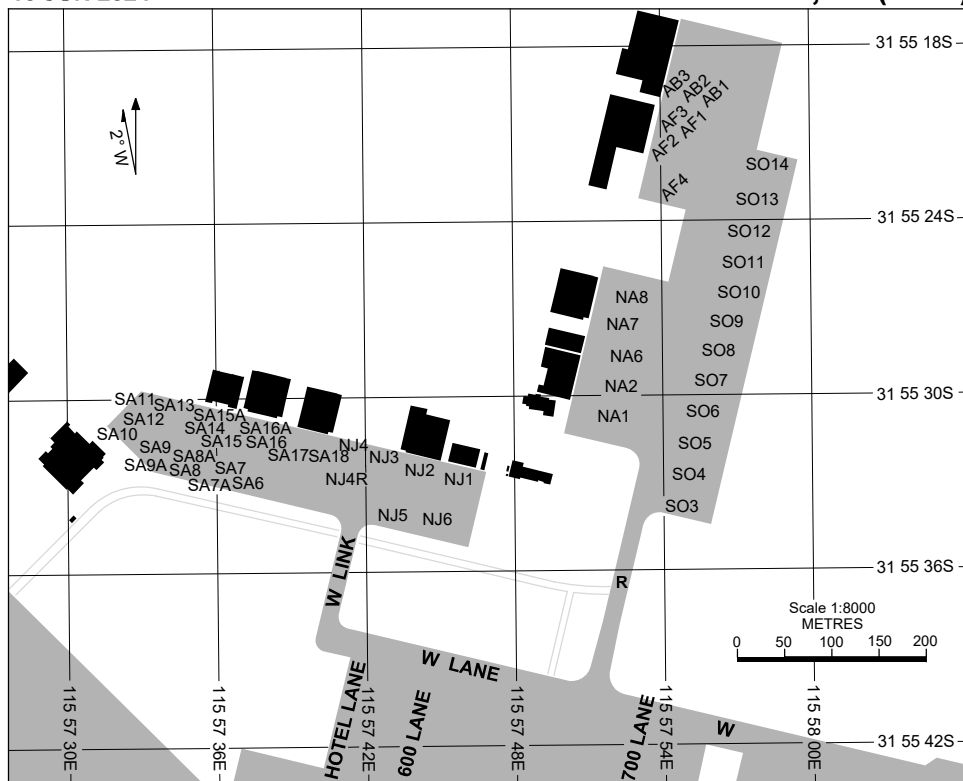 31 55 18S
AB3
AB2
AB1
AF3
AF1
2° W
AF2
SO14
AF4
SO13
31 55 24S
SO12
SO11
NA8
SO10
NA7
SO9
NA6
SO8
NA2
SO7
31 55 30S
SA11
SA13
SA15A
NA1
SO6
SA12
SA14
SA16A
SA10
SA15
SA16
NJ4
SO5
SA9
SA8A
SA17
SA18
NJ3
SA9A
SA8
SA7
NJ2
SO4
SA7A
SA6
NJ4R
NJ1
SO3
NJ5
NJ6
31 55 36S
W LINK
R
Scale 1:8000
METRES
0 50 100 150 200
W LANE
HOTEL LANE
600 LANE
700 LANE
W
31 55 42S
115 57 30E
115 57 36E
115 57 42E
115 57 48E
115 57 54E
115 58 00E